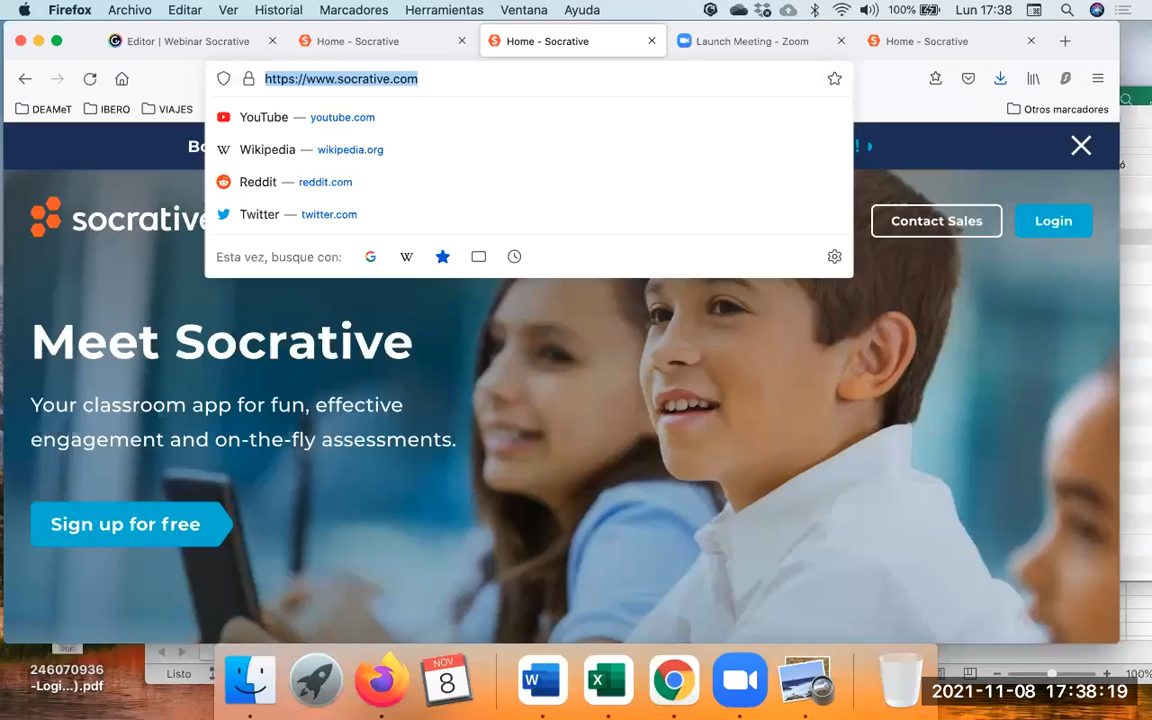 Firefox Archivo Editar Ver Historial Marcadores Herramientas Ventana Ayuda 100% Lun 17:38
Editor | Webinar Socrative Home - Socrative Home - Socrative Launch Meeting - Zoom Home - Socrative
https://www.socrative.com
DEAMeT IBERO VIAJES Otros marcadores
YouTube — youtube.com
Wikipedia — wikipedia.org
Reddit — reddit.com
Twitter — twitter.com
Esta vez, busque con:
socrative
Contact Sales Login
Meet Socrative
Your classroom app for fun, effective
engagement and on-the-fly assessments.
Sign up for free
246070936
-Logi...).pdf
Listo
NOV
8
W
X
100%
2021-11-08 17:38:19